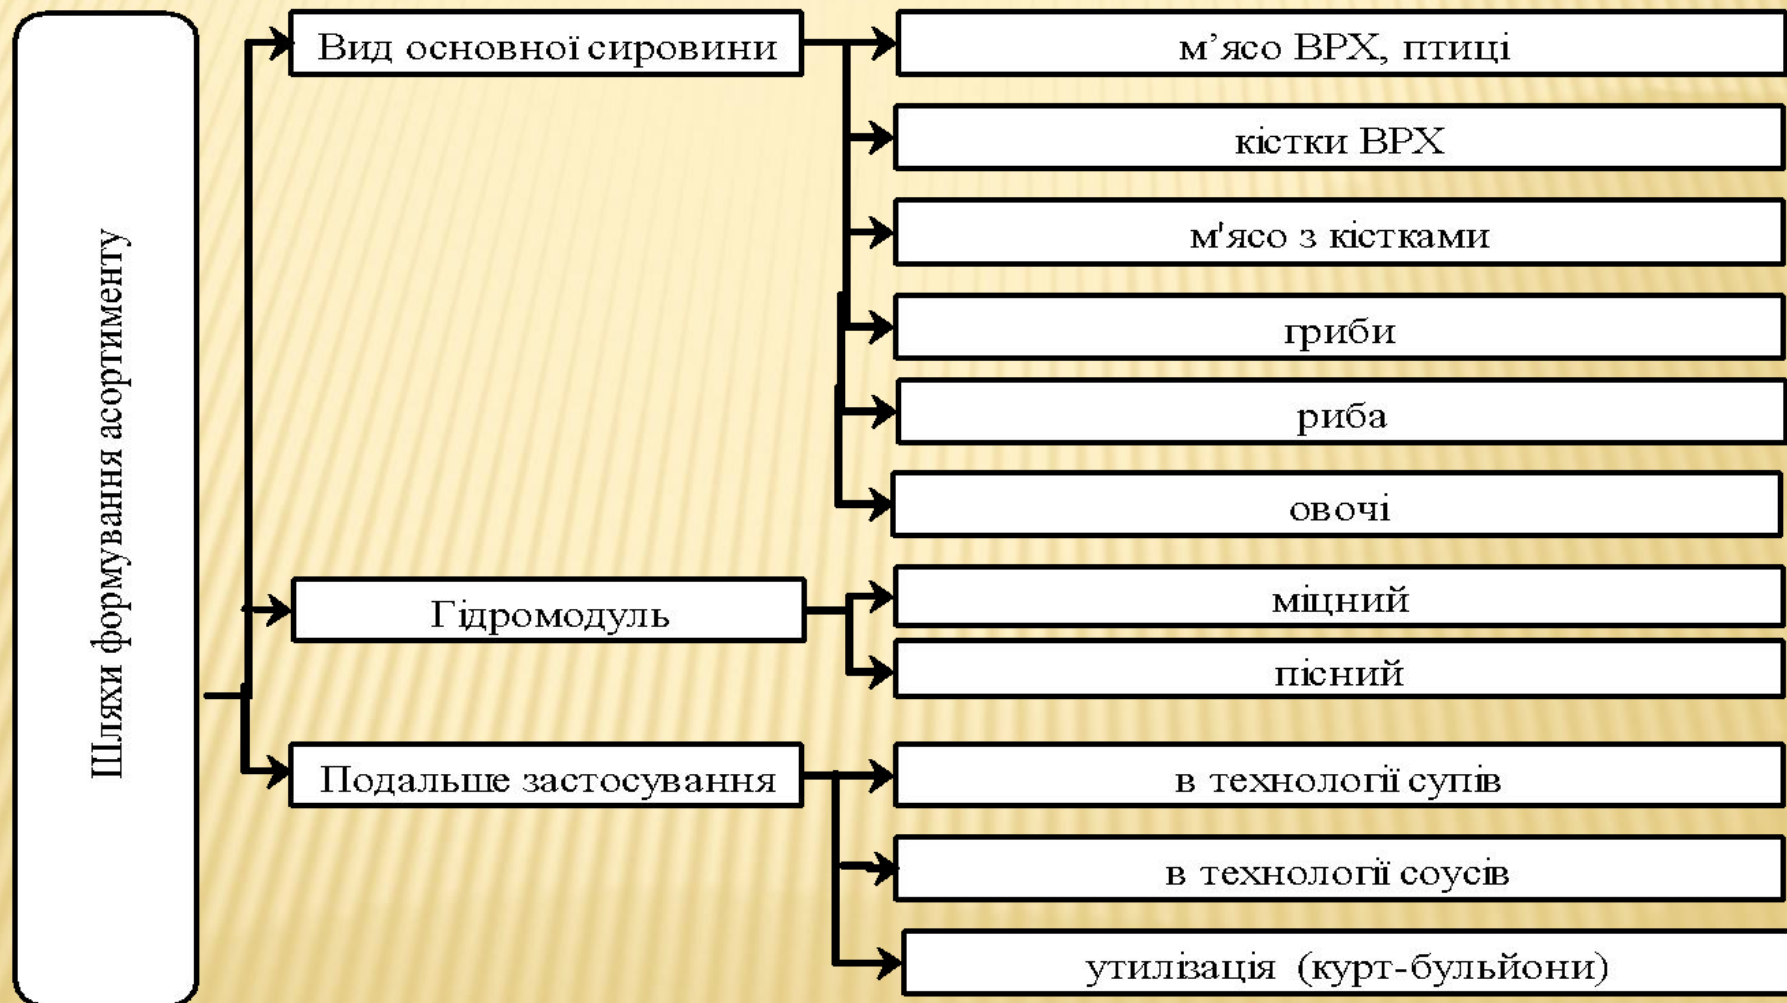 Шляхи формування асортименту
Вид основної сировини
м’ясо ВРХ, птиці
кістки ВРХ
м'ясо з кістками
гриби
риба
овочі
Гідромодуль
міцний
пісний
Подальше застосування
в технології супів
в технології соусів
утилізація (курт-бульйони)